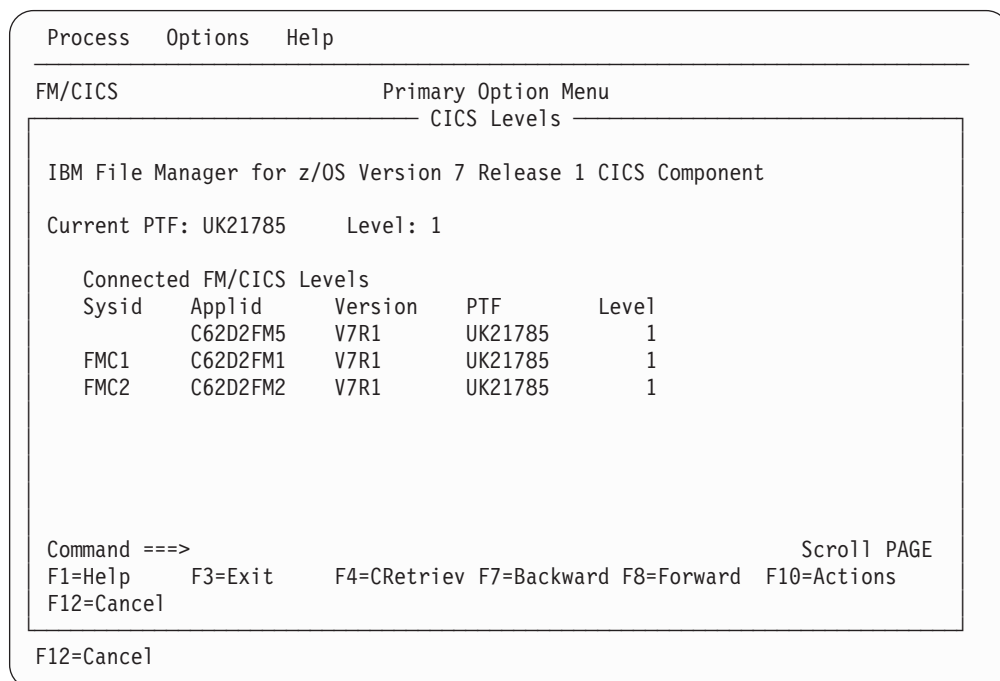 Process   Options   Help
FM/CICS   Primary Option Menu
CICS Levels
IBM File Manager for z/OS Version 7 Release 1 CICS Component
Current PTF: UK21785   Level: 1
Connected FM/CICS Levels
Sysid   Applid   Version   PTF   Level
C62D2FM5   V7R1   UK21785   1
FMC1   C62D2FM1   V7R1   UK21785   1
FMC2   C62D2FM2   V7R1   UK21785   1
Command ===>   Scroll PAGE
F1=Help   F3=Exit   F4=CRetriev F7=Backward F8=Forward   F10=Actions
F12=Cancel
F12=Cancel